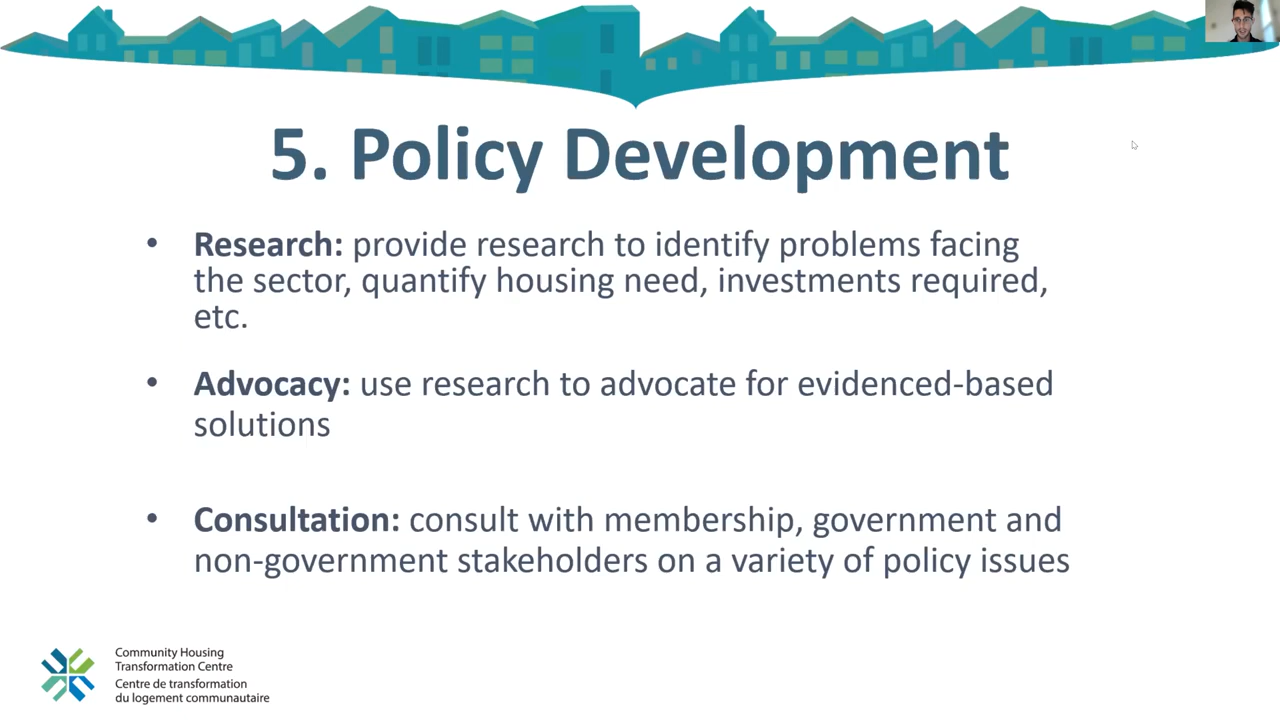 5. Policy Development
• Research: provide research to identify problems facing
the sector, quantify housing need, investments required,
etc.
• Advocacy: use research to advocate for evidenced-based
solutions
• Consultation: consult with membership, government and
non-government stakeholders on a variety of policy issues
Community Housing
Transformation Centre
Centre de transformation
du logement communautaire